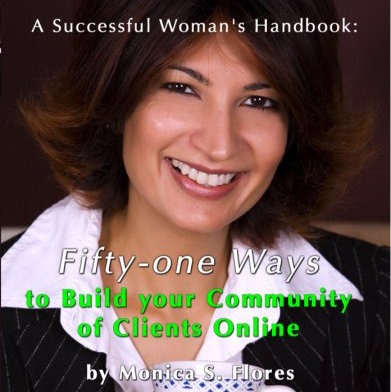 A Successful Woman's Handbook:
Fifty-one Ways
to Build your Community
of Clients Online
by Monica S. Flores